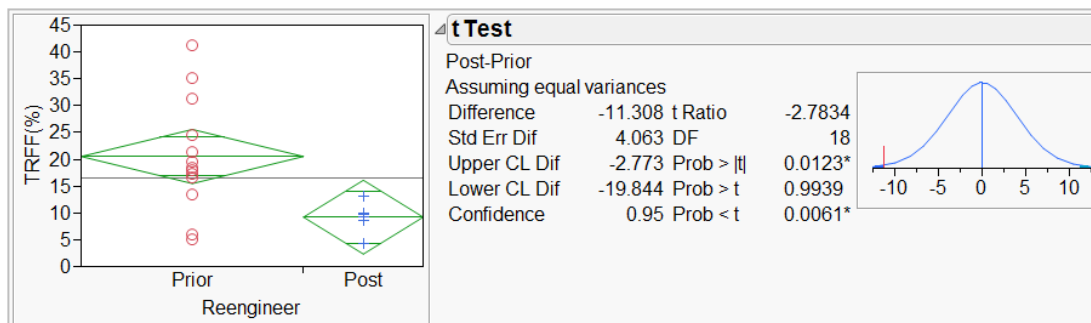 45
40
35
30
25
20
15
10
5
0
TRFF(%)
Prior Post
Reengineer
t Test
Post-Prior
Assuming equal variances
Difference -11.308 t Ratio -2.7834
Std Err Dif 4.063 DF 18
Upper CL Dif -2.773 Prob > |t| 0.0123*
Lower CL Dif -19.844 Prob > t 0.9939
Confidence 0.95 Prob < t 0.0061*
-10 -5 0 5 10